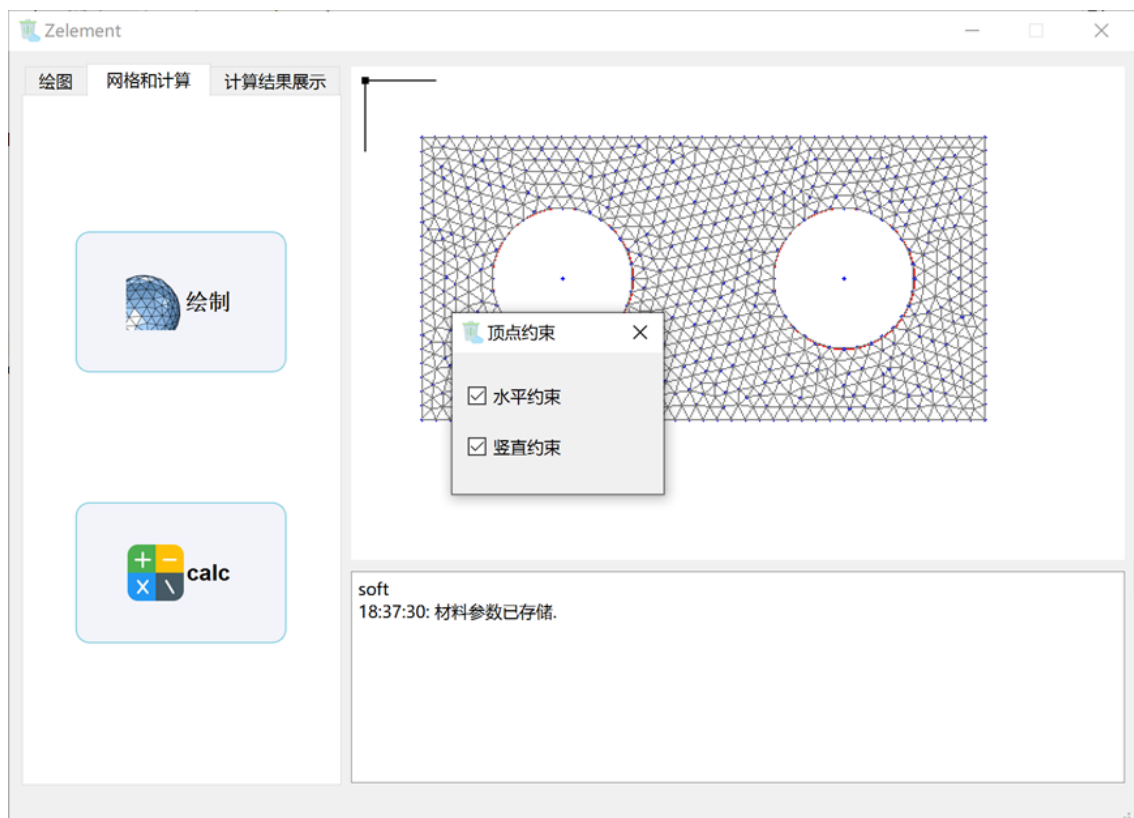 Zelement
绘图 网格和计算 计算结果展示
绘制
顶点约束
水平约束
竖直约束
calc
soft
18:37:30: 材料参数已存储.